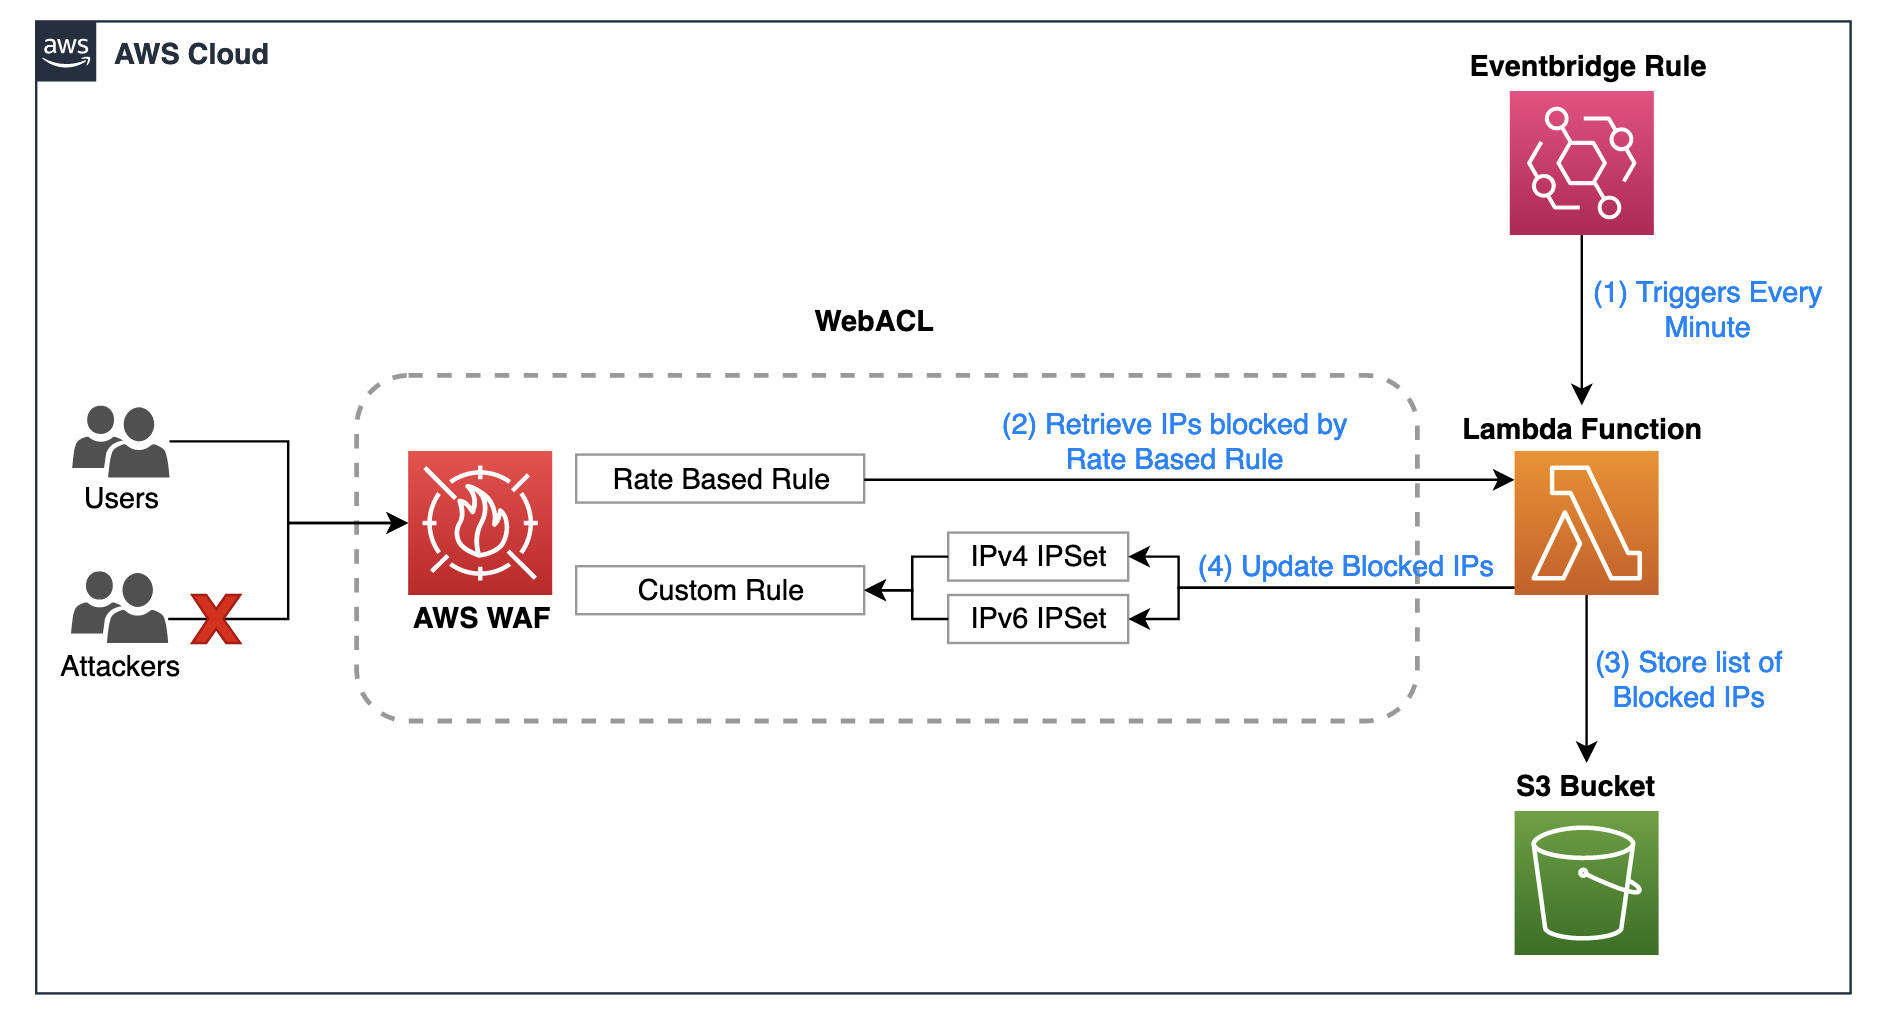 aws
AWS Cloud
Eventbridge Rule
(1) Triggers Every
Minute
WebACL
(2) Retrieve IPs blocked by
Rate Based Rule
Lambda Function
Rate Based Rule
Users
IPv4 IPSet
(4) Update Blocked IPs
Custom Rule
IPv6 IPSet
AWS WAF
Attackers
(3) Store list of
Blocked IPs
S3 Bucket